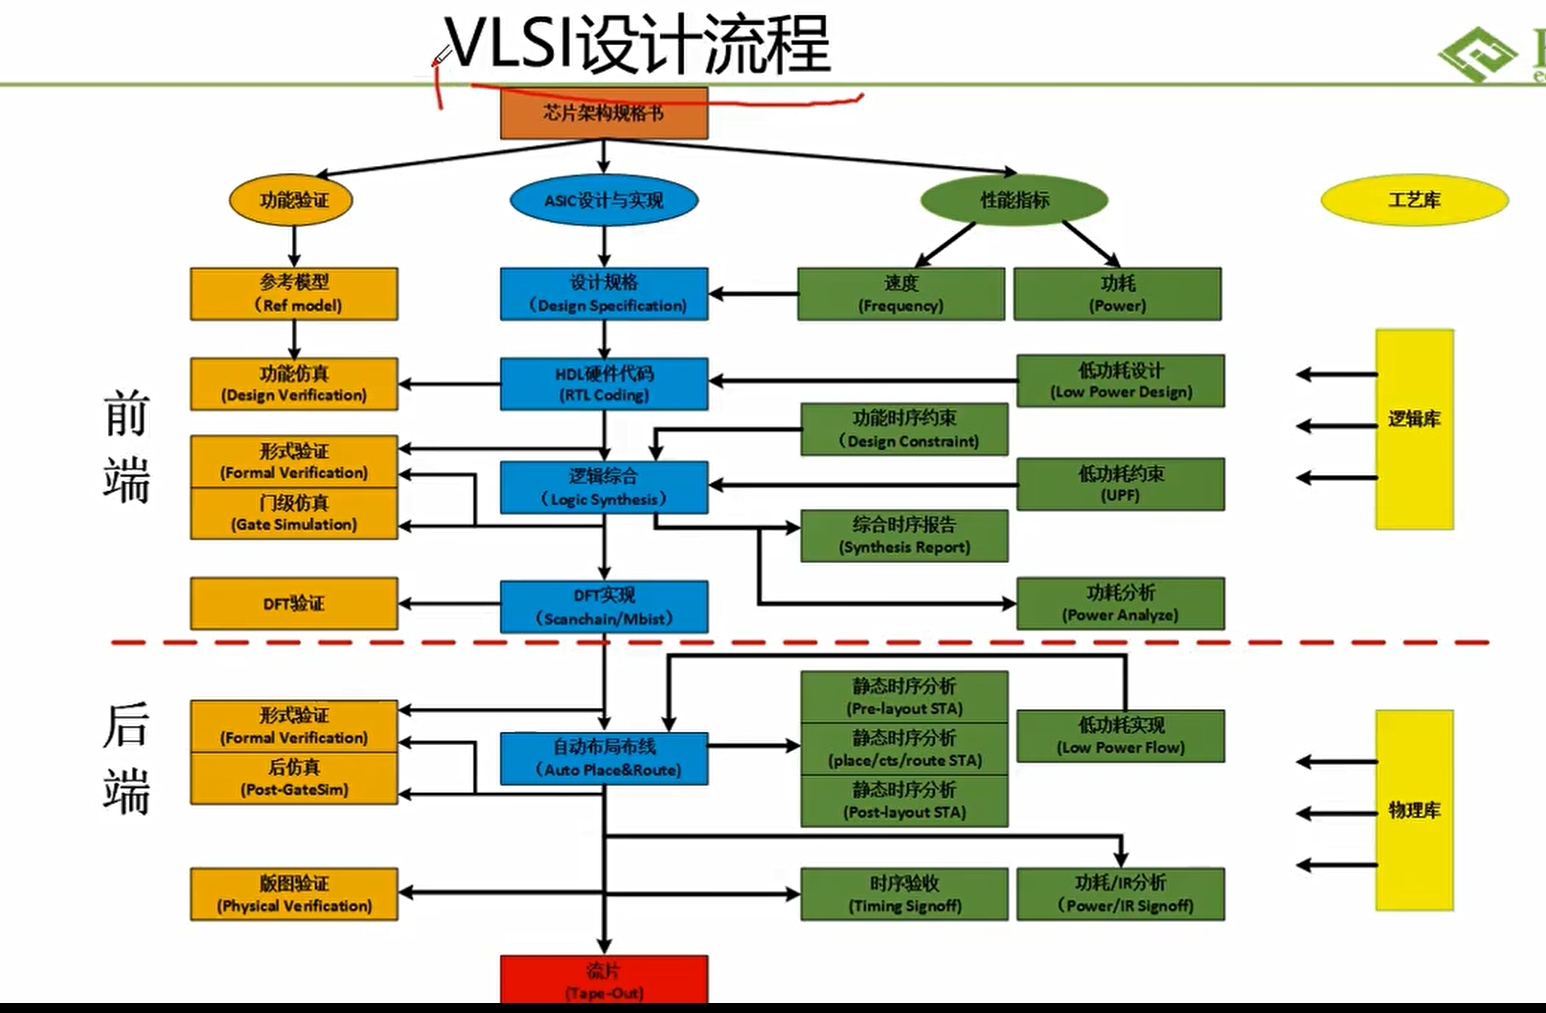 VLSI设计流程
芯片架构规格书
功能验证
ASIC设计与实现
性能指标
工艺库
参考模型
（Ref model)
设计规格
（Design Specification)
速度
(Frequency)
功耗
(Power)
前端
功能仿真
(Design Verification)
HDL硬件代码
(RTL Coding)
低功耗设计
(Low Power Design)
逻辑库
功能时序约束
（Design Constraint)
形式验证
(Formal Verification)
逻辑综合
（Logic Synthesis）
低功耗约束
(UPF)
门级仿真
(Gate Simulation)
综合时序报告
(Synthesis Report)
DFT验证
DFT实现
（Scanchain/Mbist）
功耗分析
(Power Analyze)
后端
形式验证
(Formal Verification)
后仿真
(Post-GateSim)
自动布局布线
（Auto Place&Route)
静态时序分析
(Pre-layout STA)
静态时序分析
(place/cts/route STA)
静态时序分析
(Post-layout STA)
低功耗实现
(Low Power Flow)
物理库
版图验证
(Physical Verification)
时序验收
(Timing Signoff)
功耗/IR分析
（Power/IR Signoff)
流片
(Tape-Out)